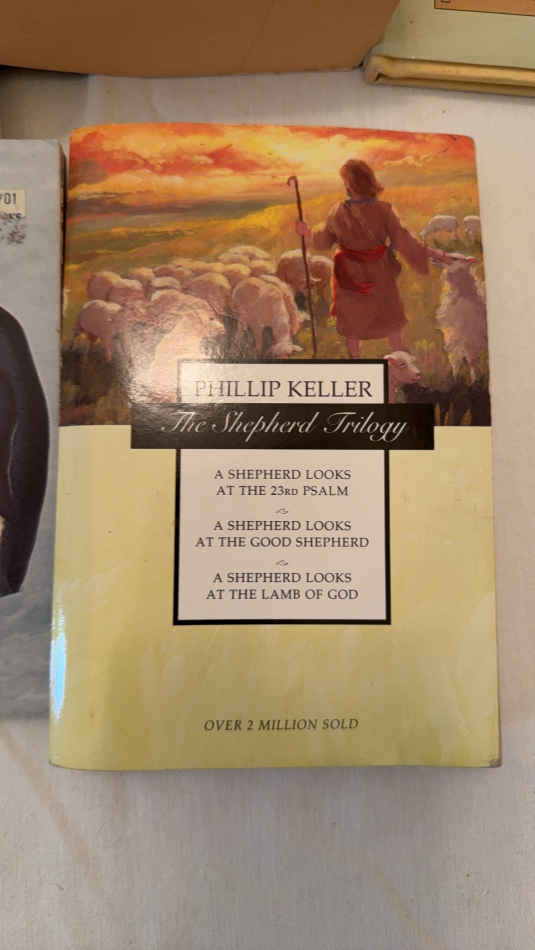 PHILLIP KELLER
The Shepherd Trilogy
A SHEPHERD LOOKS
AT THE 23RD PSALM
A SHEPHERD LOOKS
AT THE GOOD SHEPHERD
A SHEPHERD LOOKS
AT THE LAMB OF GOD
OVER 2 MILLION SOLD